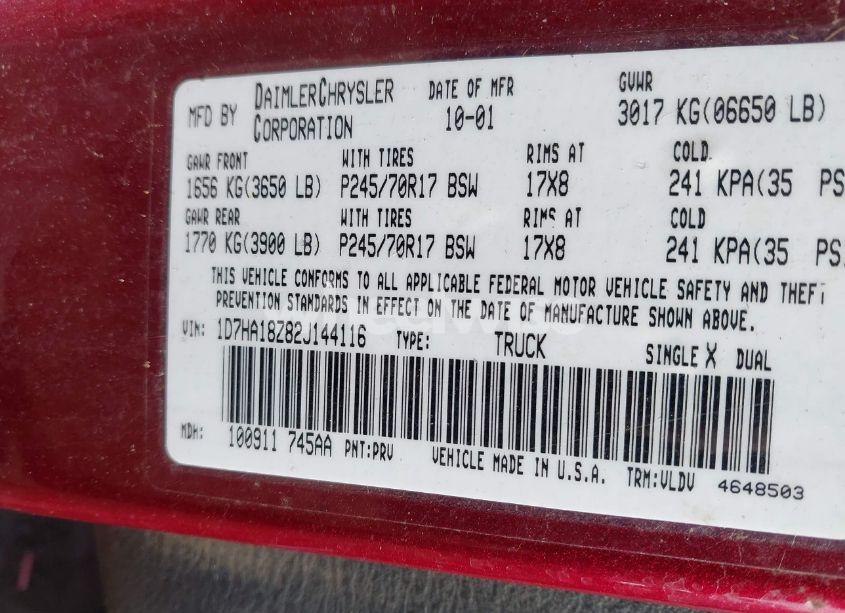 MFD BY DAIMLERCHRYSLER CORPORATION DATE OF MFR 10-01 GVWR 3017 KG(06650 LB)
GAWR FRONT WITH TIRES RIMS AT COLD
1656 KG(3650 LB) P245/70R17 BSW 17X8 241 KPA(35 PS
GAWR REAR WITH TIRES RIMS AT COLD
1770 KG(3900 LB) P245/70R17 BSW 17X8 241 KPA(35 PS
THIS VEHICLE CONFORMS TO ALL APPLICABLE FEDERAL MOTOR VEHICLE SAFETY AND THEFT
PREVENTION STANDARDS IN EFFECT ON THE DATE OF MANUFACTURE SHOWN ABOVE.
VIN: 1D7HA18Z82J144116 TYPE: TRUCK SINGLE X DUAL
MDH: 100911 745AA PNT:PRV VEHICLE MADE IN U.S.A. TRM:VLDV 4648503